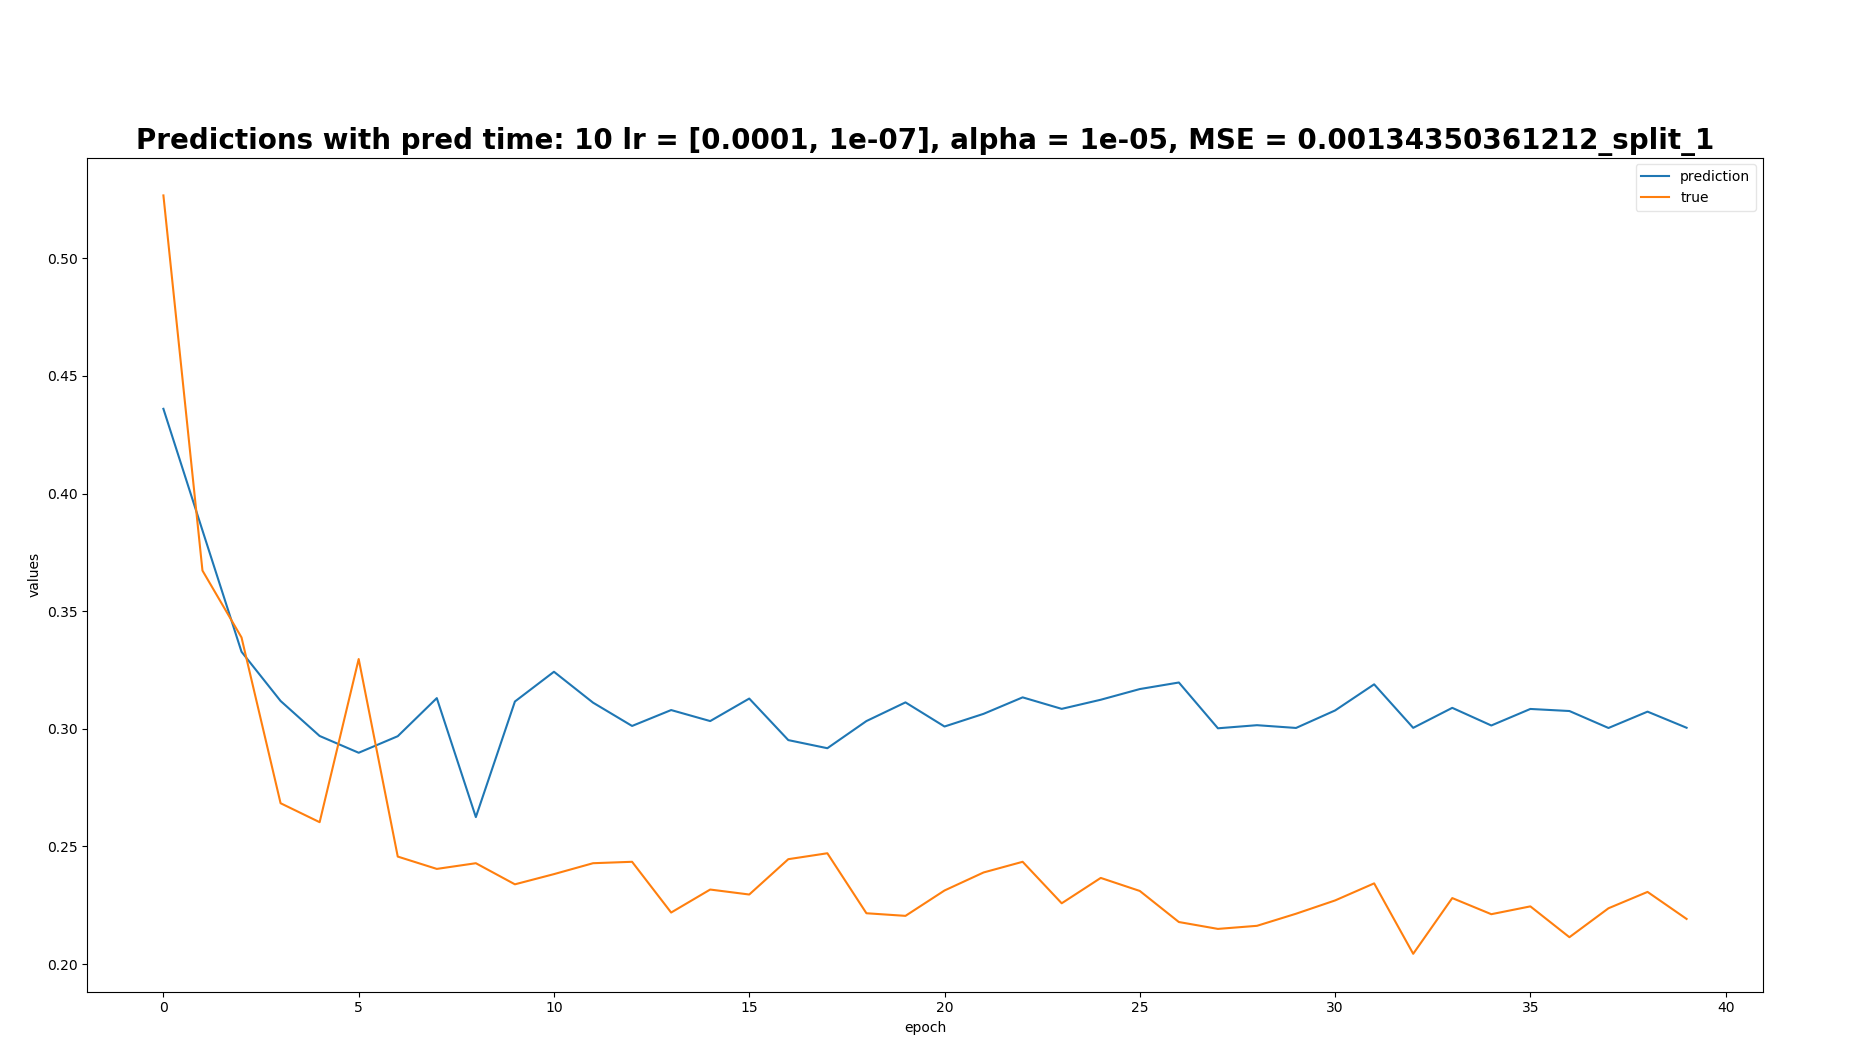 Predictions with pred time: 10 lr = [0.0001, 1e-07], alpha = 1e-05, MSE = 0.00134350361212_split_1
prediction
true
0.50
0.45
0.40
0.35
0.30
0.25
0.20
values
0 5 10 15 20 25 30 35 40
epoch